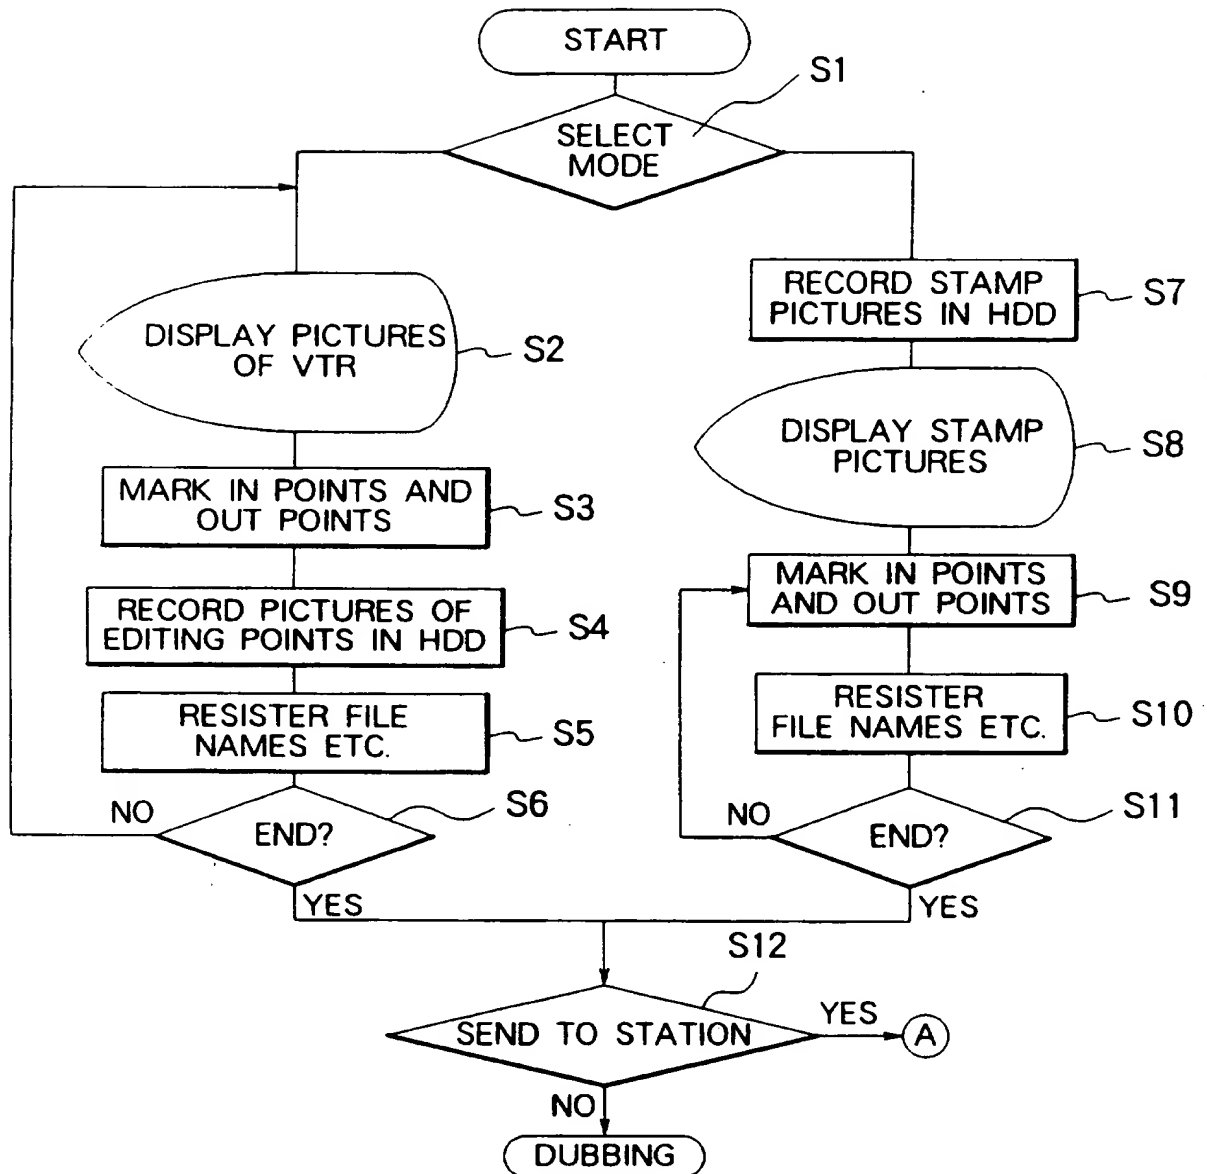 START
S1
SELECT
MODE
DISPLAY PICTURES
OF VTR
S2
MARK IN POINTS AND
OUT POINTS
S3
RECORD PICTURES OF
EDITING POINTS IN HDD
S4
RESISTER FILE
NAMES ETC.
S5
NO
S6
END?
YES
RECORD STAMP
PICTURES IN HDD
S7
DISPLAY STAMP
PICTURES
S8
MARK IN POINTS
AND OUT POINTS
S9
RESISTER
FILE NAMES ETC.
S10
NO
S11
END?
YES
S12
SEND TO STATION
YES
A
NO
DUBBING